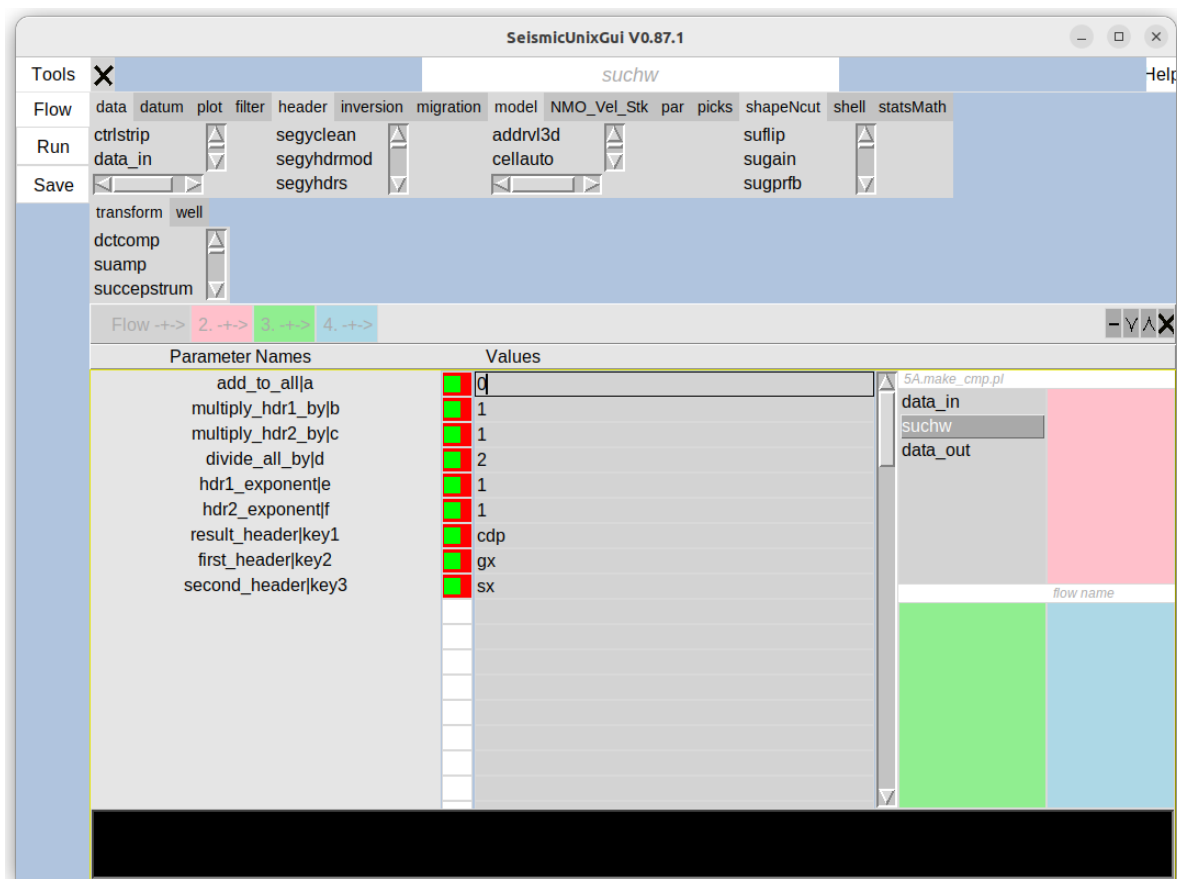 SeismicUnixGui V0.87.1
Tools suchw Help
Flow data datum plot filter header inversion migration model NMO_Vel_Stk par picks shapeNcut shell statsMath
ctrlstrip segyclean addrvl3d suflip
Run
data_in segyhdrmod cellauto sugain
Save segyhdrs sugprfb
transform well
dctcomp
suamp
succepstrum
Flow -+-> 2. -+-> 3. -+-> 4. -+->
Parameter Names Values
add_to_all|a 0 5A.make_cmp.pl
multiply_hdr1_by|b 1 data_in
multiply_hdr2_by|c 1 suchw
divide_all_by|d 2 data_out
hdr1_exponent|e 1
hdr2_exponent|f 1
result_header|key1 cdp
first_header|key2 gx
second_header|key3 sx
flow name